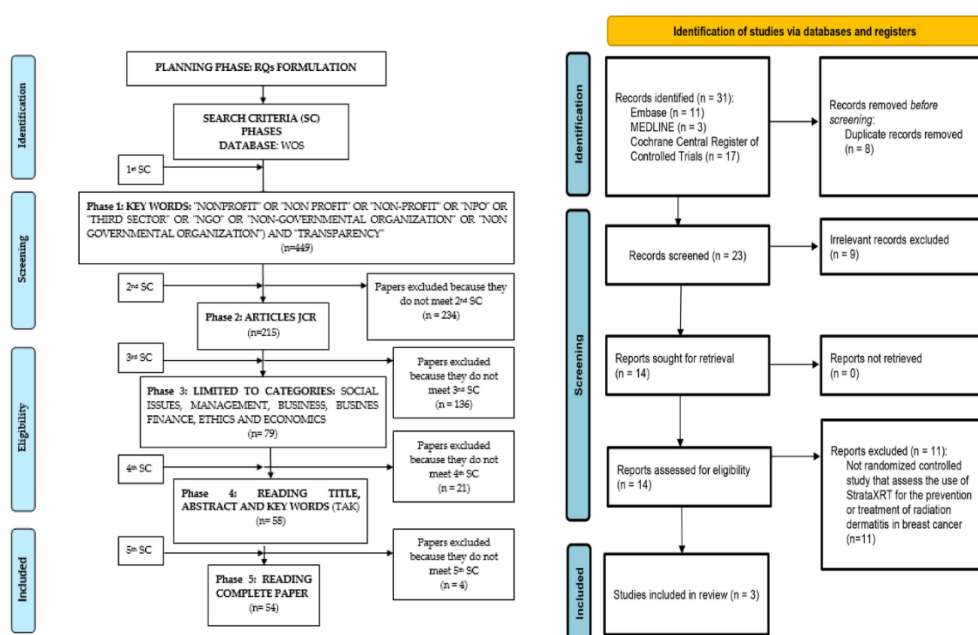 Identification
PLANNING PHASE: RQs FORMULATION
SEARCH CRITERIA (SC)
PHASES
DATABASE: WOS
1st SC
Screening
Phase 1: KEY WORDS: "NONPROFIT" OR "NON PROFIT" OR "NON-PROFIT" OR "NPO" OR
"THIRD SECTOR" OR "NGO" OR "NON-GOVERNMENTAL ORGANIZATION" OR "NON
GOVERNMENTAL ORGANIZATION") AND "TRANSPARENCY"
(n=449)
2nd SC
Papers excluded because they
do not meet 2nd SC
(n = 234)
Phase 2: ARTICLES JCR
(n=215)
Eligibility
3rd SC
Papers excluded
because they do not
meet 3rd SC
(n = 136)
Phase 3: LIMITED TO CATEGORIES: SOCIAL
ISSUES, MANAGEMENT, BUSINESS, BUSINES
FINANCE, ETHICS AND ECONOMICS
(n= 79)
4th SC
Papers excluded
because they do not
meet 4th SC
(n = 21)
Phase 4: READING TITLE,
ABSTRACT AND KEY WORDS (TAK)
(n= 58)
Included
5th SC
Papers excluded
because they do not
meet 5th SC
(n = 4)
Phase 5: READING
COMPLETE PAPER
(n= 54)
Identification of studies via databases and registers
Identification
Records identified (n = 31):
Embase (n = 11)
MEDLINE (n = 3)
Cochrane Central Register of
Controlled Trials (n = 17)
Records removed before
screening:
Duplicate records removed
(n = 8)
Screening
Records screened (n = 23)
Irrelevant records excluded
(n = 9)
Reports sought for retrieval
(n = 14)
Reports not retrieved
(n = 0)
Reports assessed for eligibility
(n = 14)
Reports excluded (n = 11):
Not randomized controlled
study that assess the use of
StrataXRT for the prevention
or treatment of radiation
dermatitis in breast cancer
(n=11)
Included
Studies included in review (n = 3)